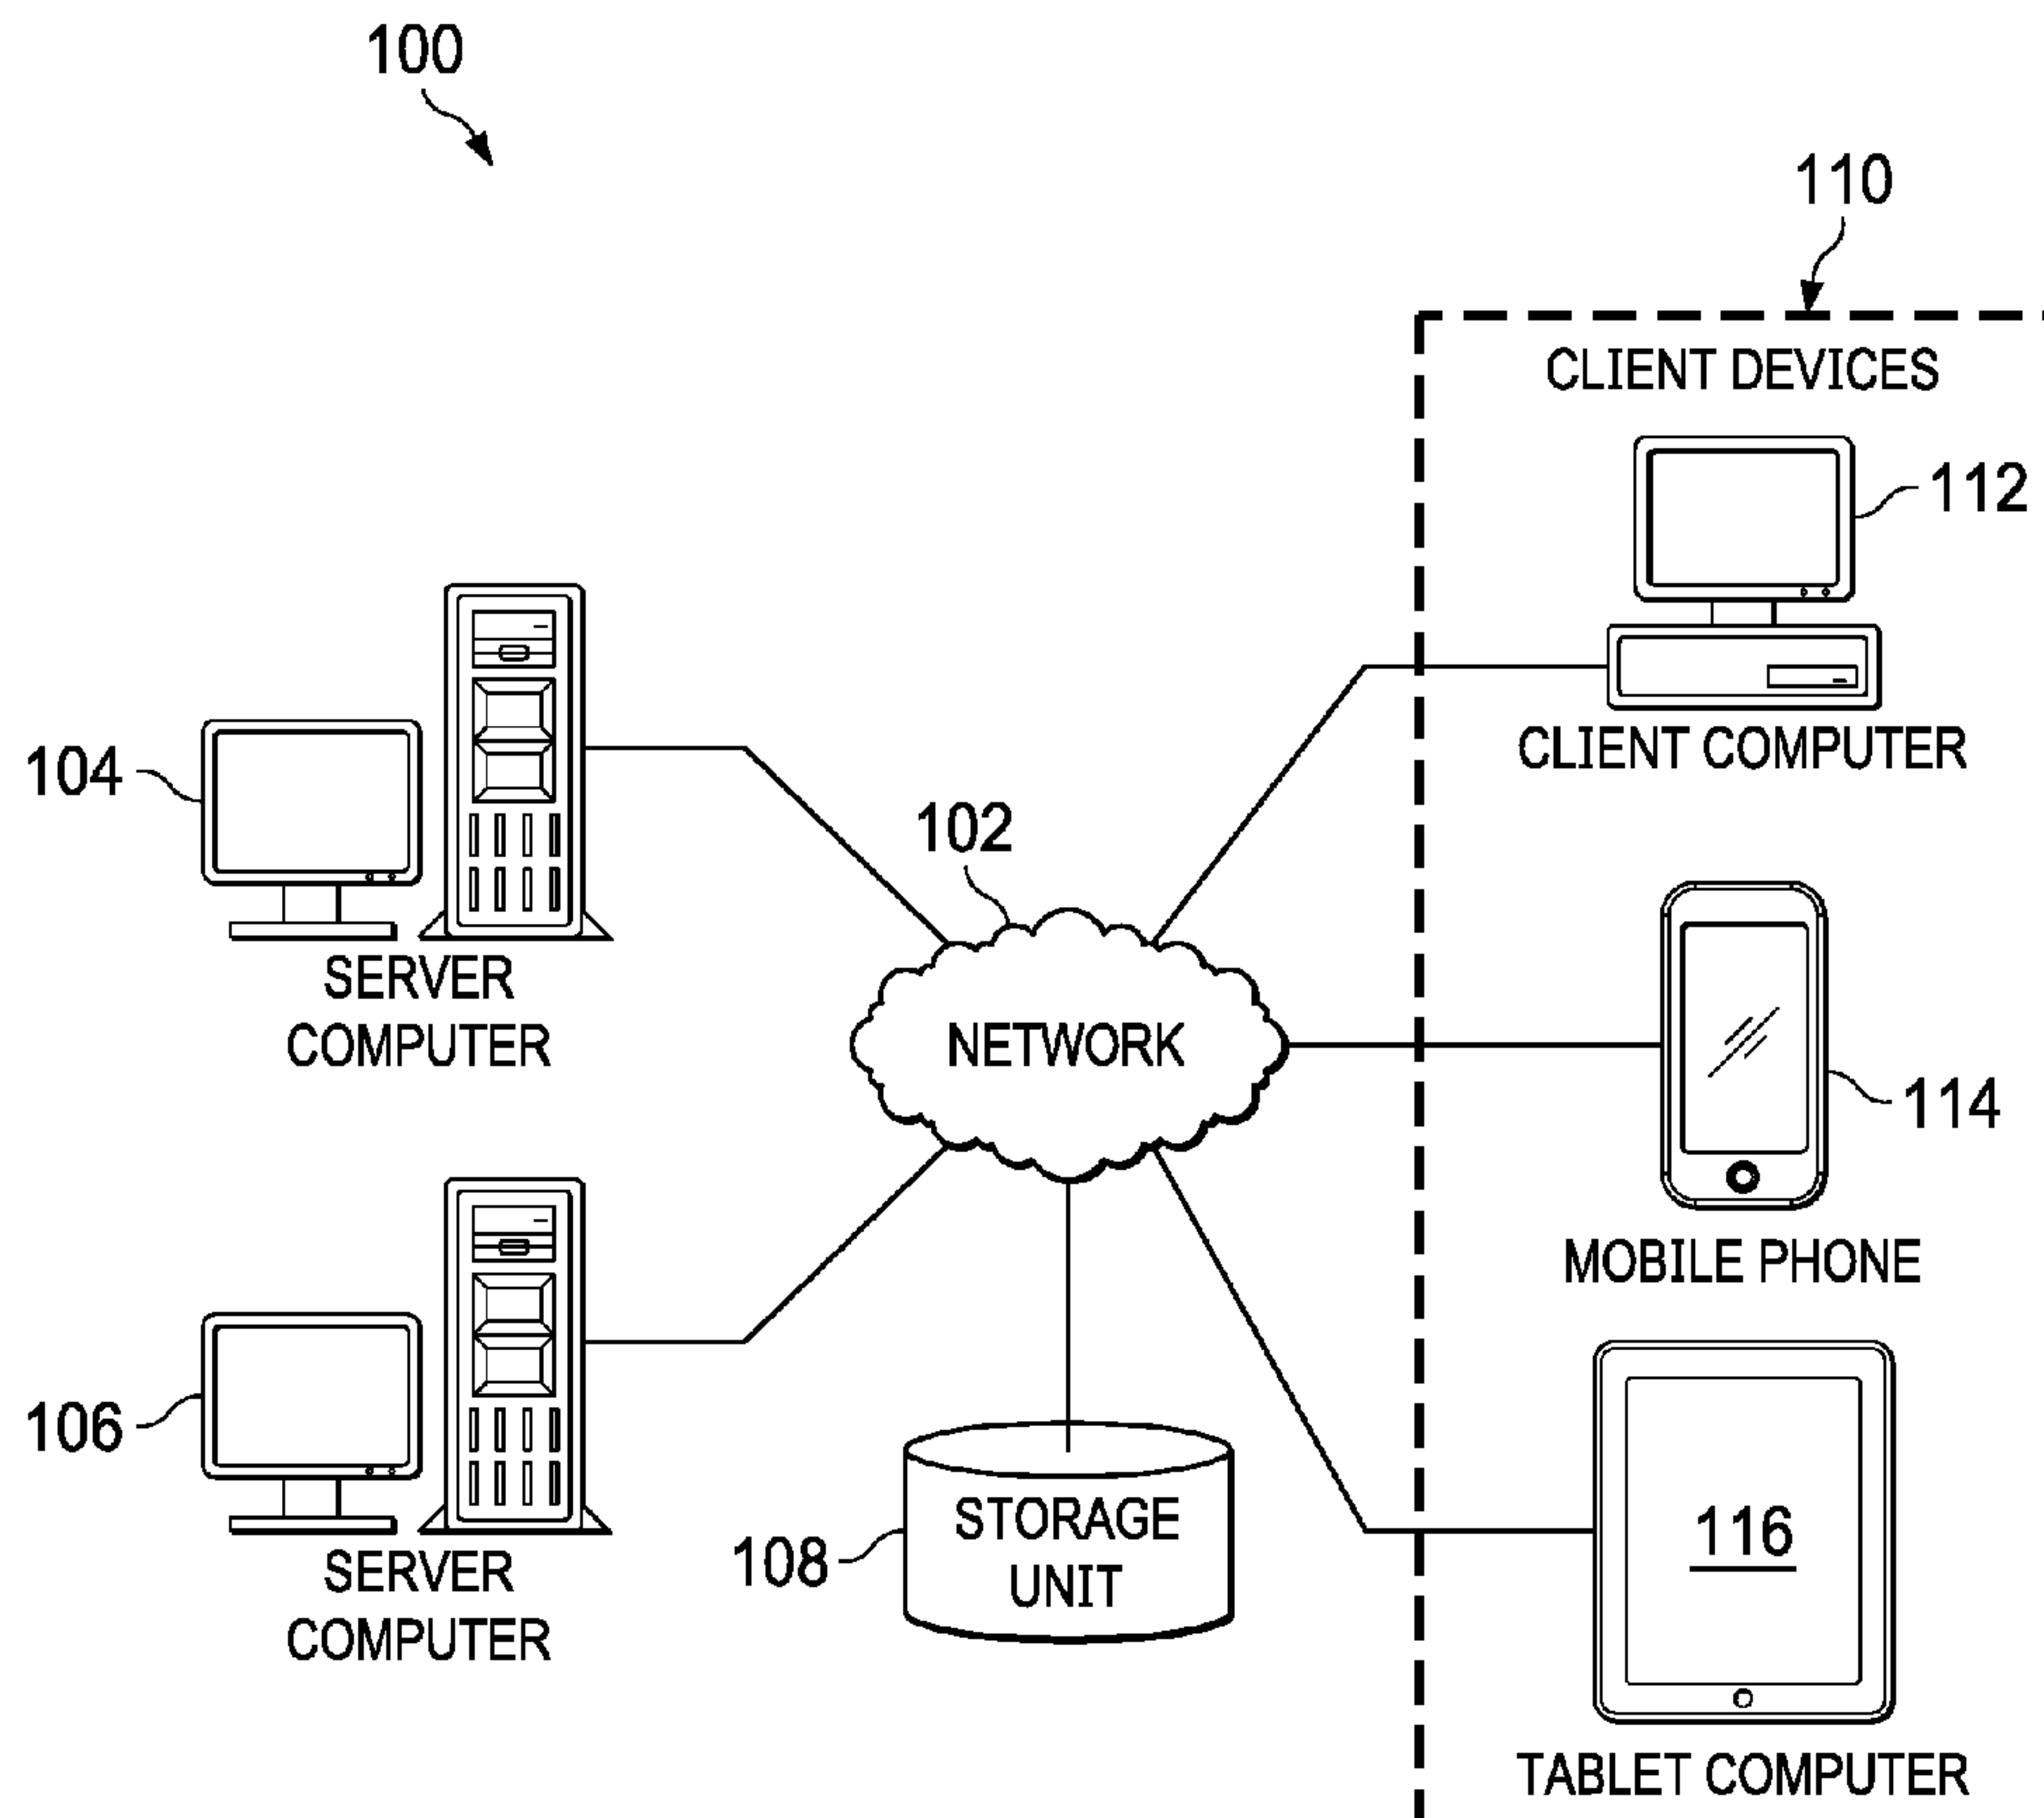 100
110
CLIENT DEVICES
112
CLIENT COMPUTER
104
SERVER
COMPUTER
102
NETWORK
114
MOBILE PHONE
106
SERVER
COMPUTER
108
STORAGE
UNIT
116
TABLET COMPUTER